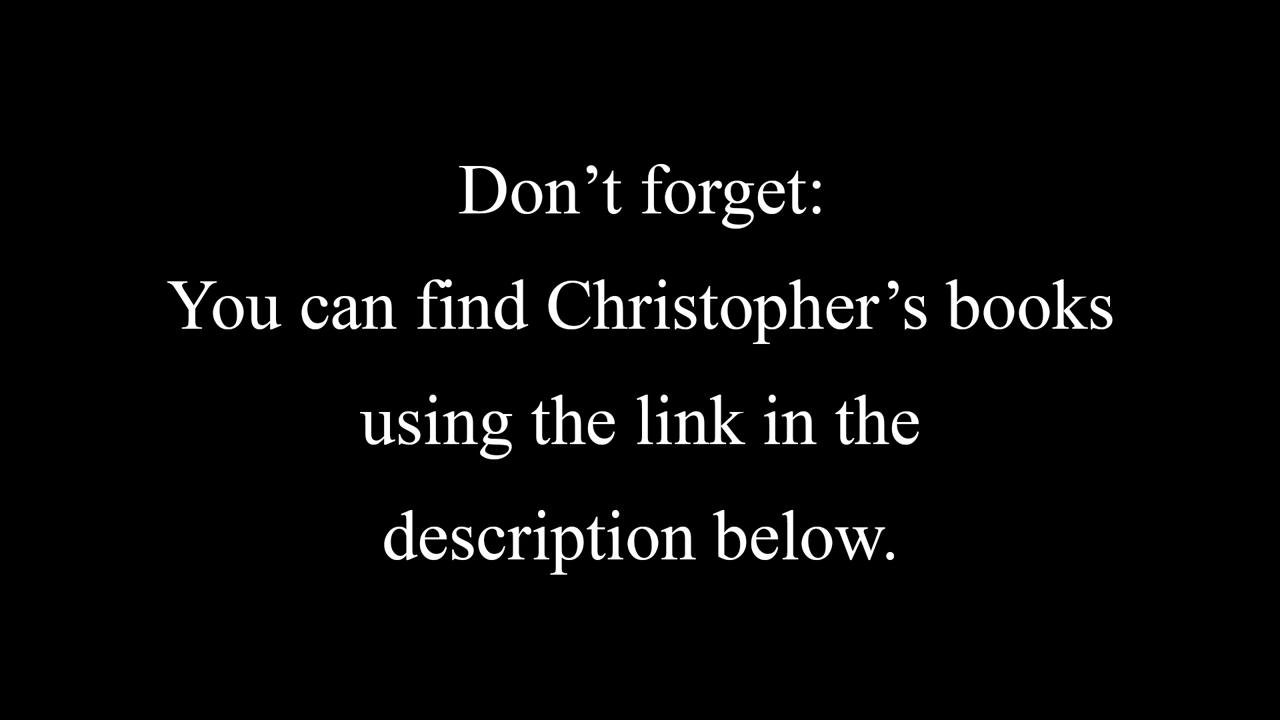 Don’t forget:
You can find Christopher’s books
using the link in the
description below.